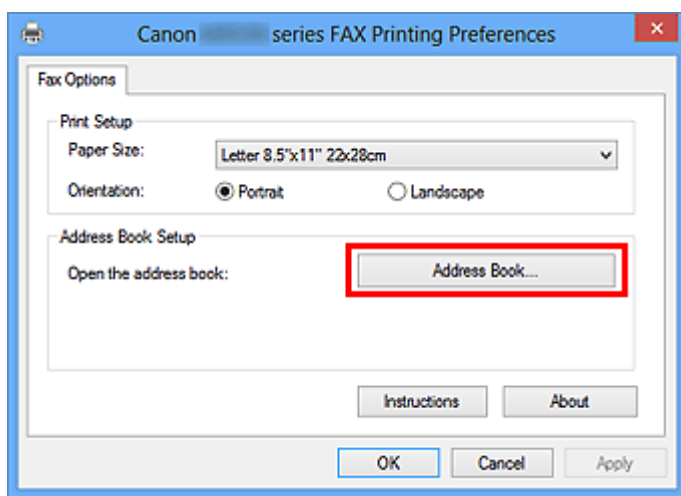 Canon series FAX Printing Preferences
Fax Options
Print Setup
Paper Size: Letter 8.5"x11" 22x28cm
Orientation: Portrait Landscape
Address Book Setup
Open the address book: Address Book...
Instructions About
OK Cancel Apply